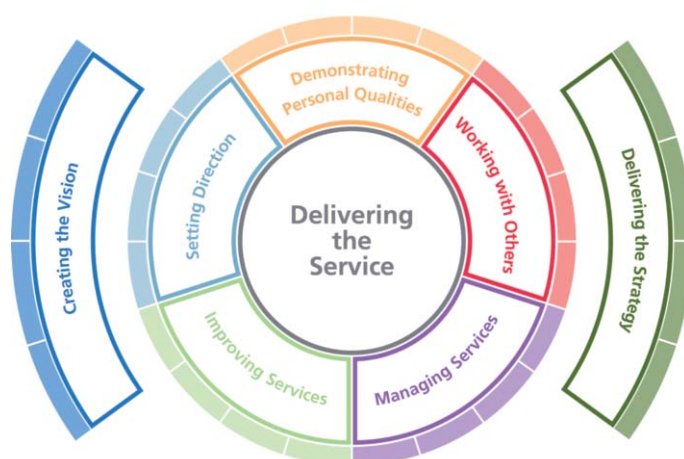 Demonstrating
Personal Qualities
Creating the Vision
Setting Direction
Delivering
the
Service
Working with Others
Delivering the Strategy
Improving Services
Managing Services